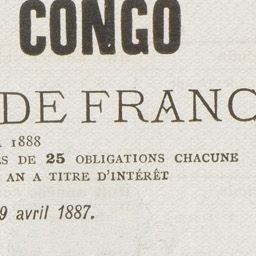 CONGO
DE FRANC
1888
DE 25 OBLIGATIONS CHACUNE
AN A TITRE D'INTÉRÊT
9 avril 1887.